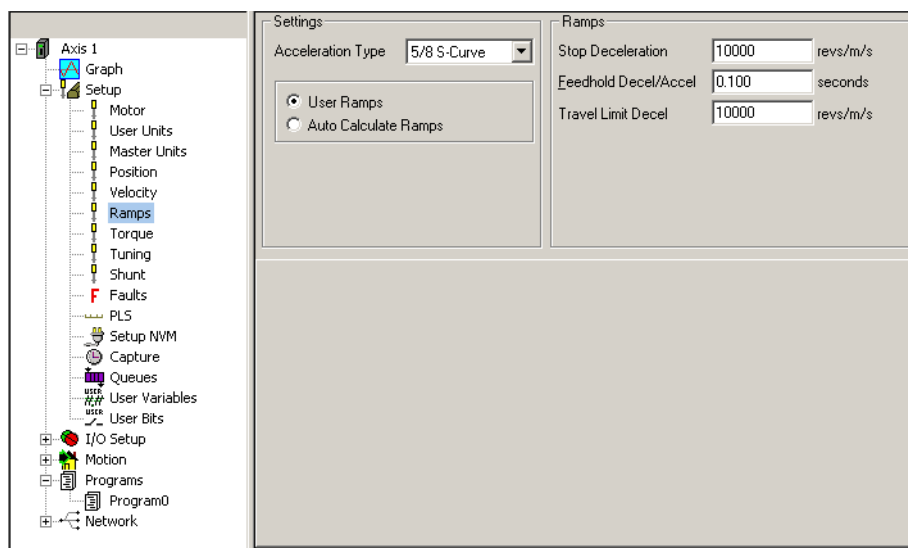 Axis 1
Graph
Setup
Motor
User Units
Master Units
Position
Velocity
Ramps
Torque
Tuning
Shunt
F Faults
PLS
Setup NVM
Capture
Queues
USER
#.# User Variables
USER
User Bits
I/O Setup
Motion
Programs
Program0
Network
Settings
Acceleration Type 5/8 S-Curve
User Ramps
Auto Calculate Ramps
Ramps
Stop Deceleration 10000 revs/m/s
Feedhold Decel/Accel 0.100 seconds
Travel Limit Decel 10000 revs/m/s